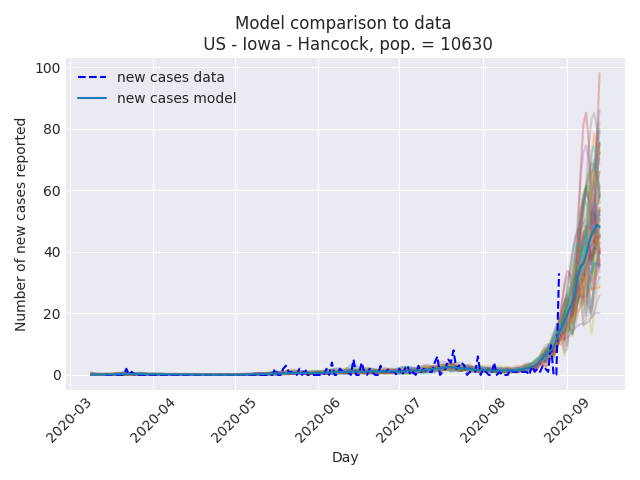 Model comparison to data
US - Iowa - Hancock, pop. = 10630
new cases data
new cases model
Number of new cases reported
100
80
60
40
20
0
2020-03
2020-04
2020-05
2020-06
2020-07
2020-08
2020-09
Day